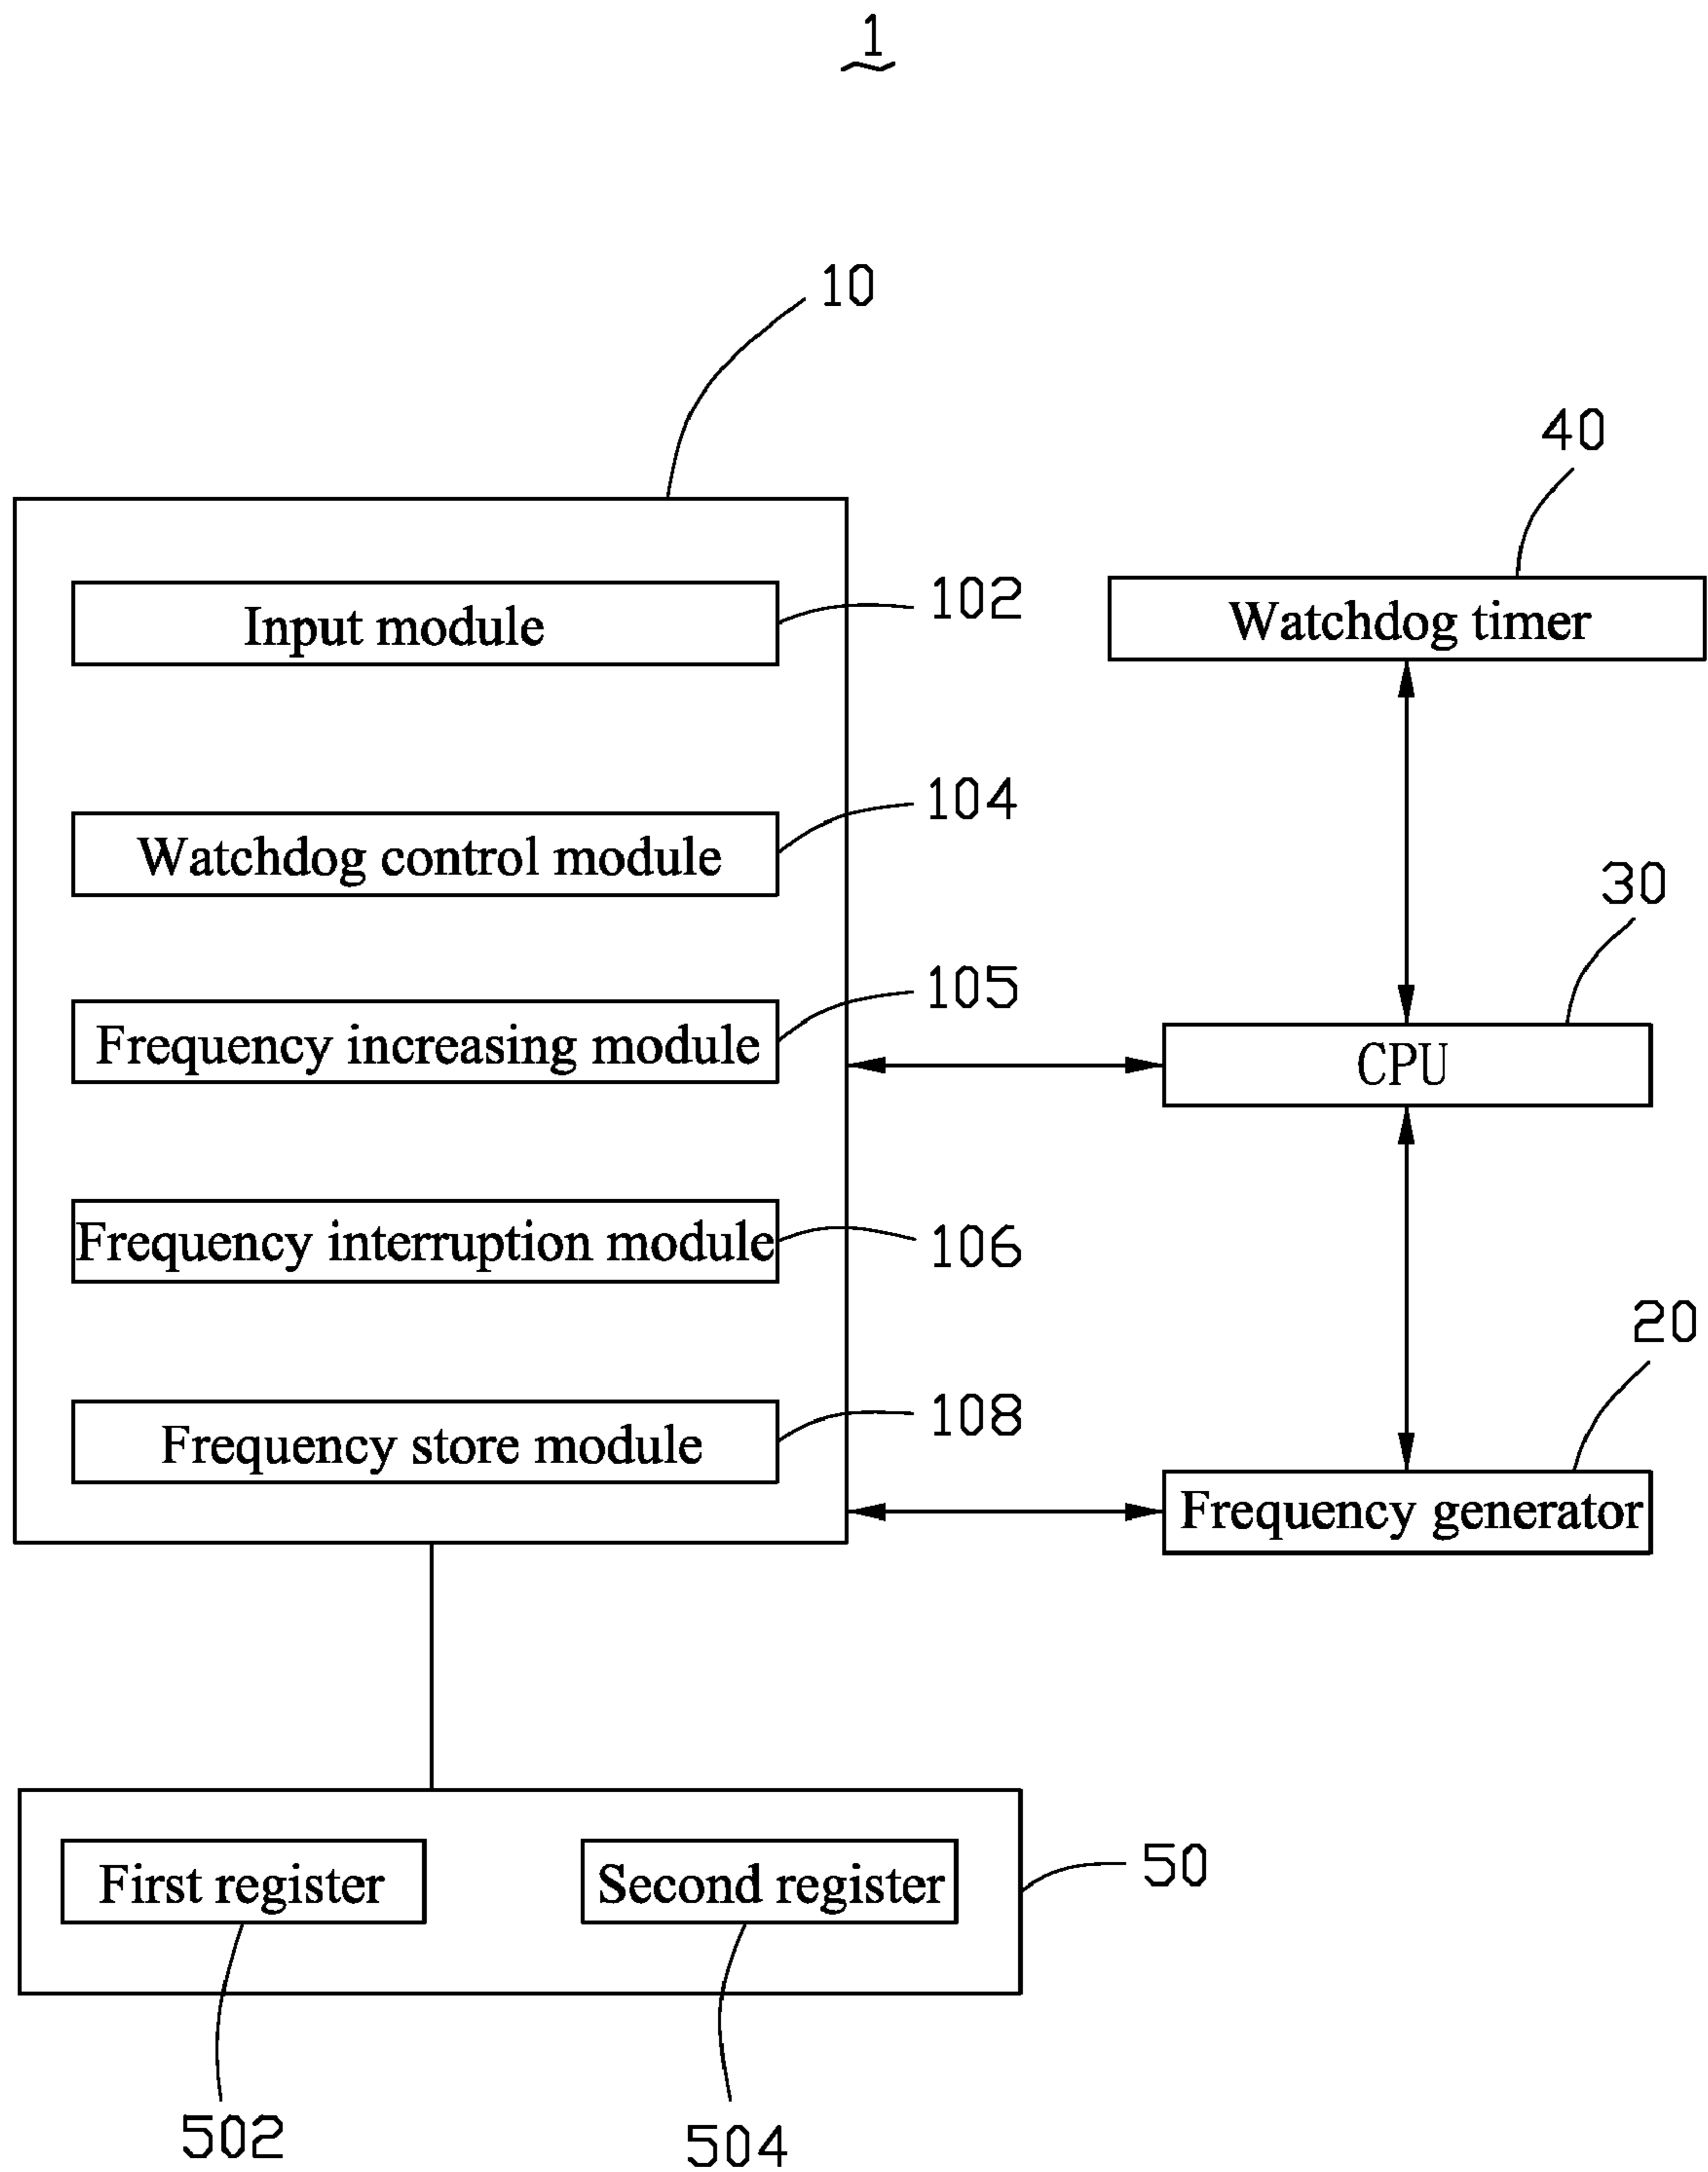 1
10
40
Input module
102
Watchdog timer
Watchdog control module
104
30
Frequency increasing module
105
CPU
Frequency interruption module
106
20
Frequency store module
108
Frequency generator
First register
Second register
50
502
504